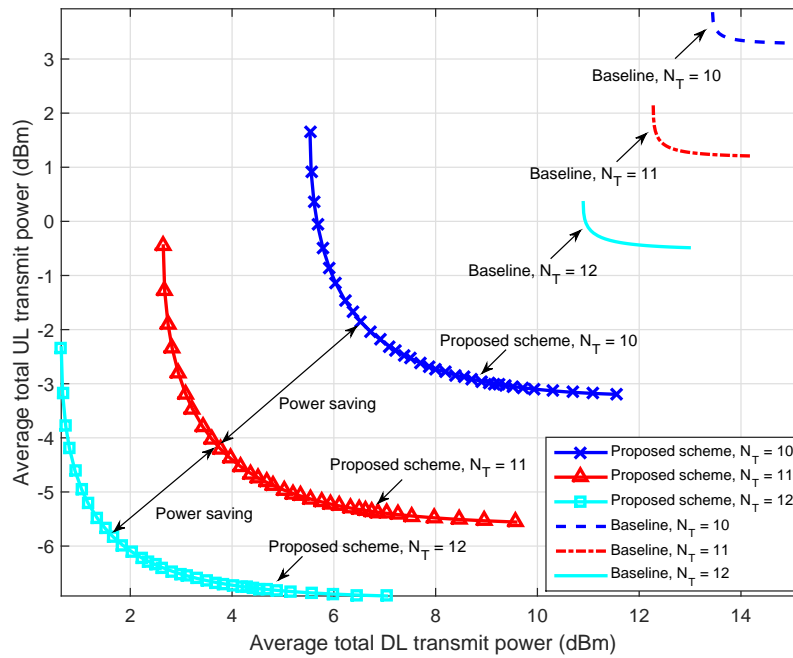 3
2
1
0
-1
-2
-3
-4
-5
-6
2
4
6
8
10
12
14
Average total UL transmit power (dBm)
Average total DL transmit power (dBm)
Baseline, N_T = 10
Baseline, N_T = 11
Baseline, N_T = 12
Proposed scheme, N_T = 10
Power saving
Proposed scheme, N_T = 11
Power saving
Proposed scheme, N_T = 12
Proposed scheme, N_T = 10
Proposed scheme, N_T = 11
Proposed scheme, N_T = 12
Baseline, N_T = 10
Baseline, N_T = 11
Baseline, N_T = 12